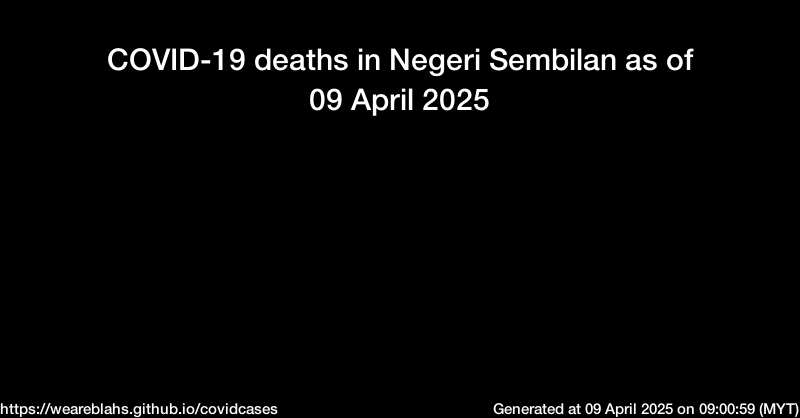 COVID-19 deaths in Negeri Sembilan as of
09 April 2025
https://weareblahs.github.io/covidcases
Generated at 09 April 2025 on 09:00:59 (MYT)